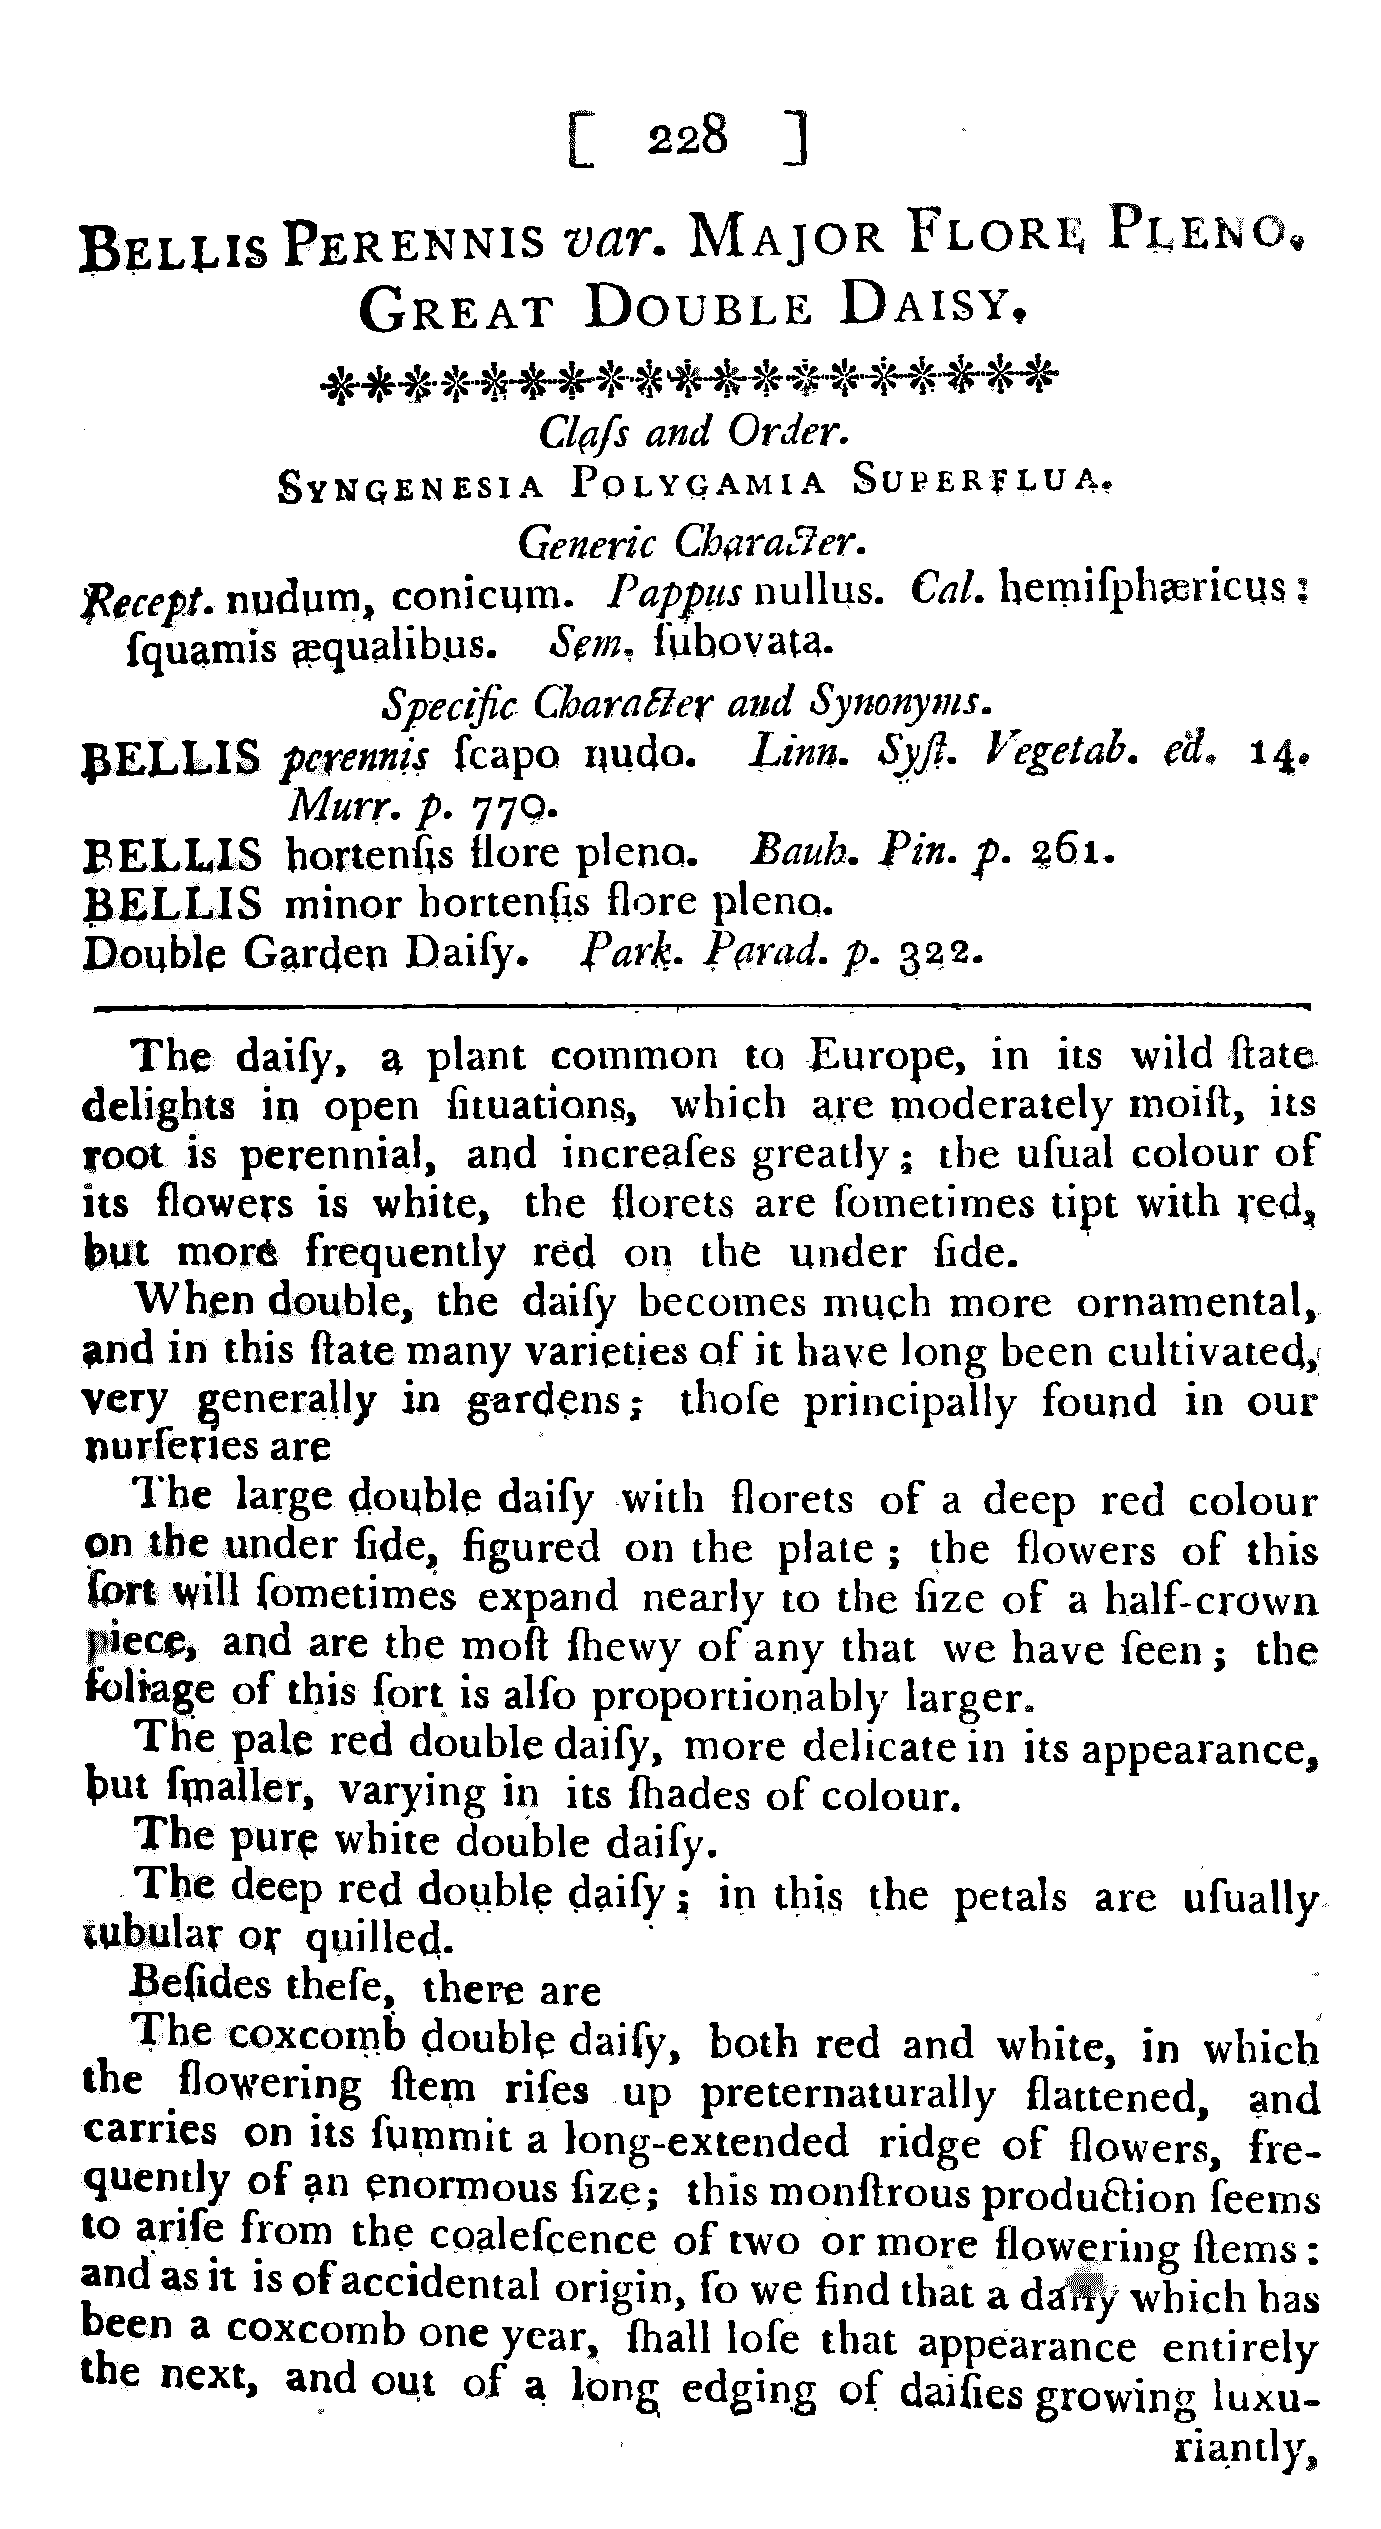 [ 228 ]
BELLIS PERENNIS var. MAJOR FLORE PLENO.
GREAT DOUBLE DAISY.
Claſs and Order.
SYNGENESIA POLYGAMIA SUPERFLUA.
Generic Character.
Recept. nudum, conicum. Pappus nullus. Cal. hemiſphæricus:
ſquamis æqualibus. Sem. ſubovata.
Specific Character and Synonyms.
BELLIS perennis ſcapo nudo. Linn. Syſt. Vegetab. ed. 14.
Murr. p. 770.
BELLIS hortenſis flore pleno. Bauh. Pin. p. 261.
BELLIS minor hortenſis flore pleno.
Double Garden Daiſy. Park. Parad. p. 322.
The daiſy, a plant common to Europe, in its wild ſtate
delights in open ſituations, which are moderately moiſt, its
root is perennial, and increaſes greatly; the uſual colour of
its flowers is white, the florets are ſometimes tipt with red,
but more frequently red on the under ſide.
When double, the daiſy becomes much more ornamental,
and in this ſtate many varieties of it have long been cultivated,
very generally in gardens; thoſe principally found in our
nurſeries are
The large double daiſy with florets of a deep red colour
on the under ſide, figured on the plate; the flowers of this
ſort will ſometimes expand nearly to the ſize of a half-crown
piece, and are the moſt ſhewy of any that we have ſeen; the
foliage of this ſort is alſo proportionably larger.
The pale red double daiſy, more delicate in its appearance,
but ſmaller, varying in its ſhades of colour.
The pure white double daiſy.
The deep red double daiſy; in this the petals are uſually
tubular or quilled.
Beſides theſe, there are
The coxcomb double daiſy, both red and white, in which
the flowering ſtem riſes up preternaturally flattened, and
carries on its ſummit a long-extended ridge of flowers, fre-
quently of an enormous ſize; this monſtrous production ſeems
to ariſe from the coaleſcence of two or more flowering ſtems:
and as it is of accidental origin, ſo we find that a daiſy which has
been a coxcomb one year, ſhall loſe that appearance entirely
the next, and out of a long edging of daiſies growing luxu-
riantly,